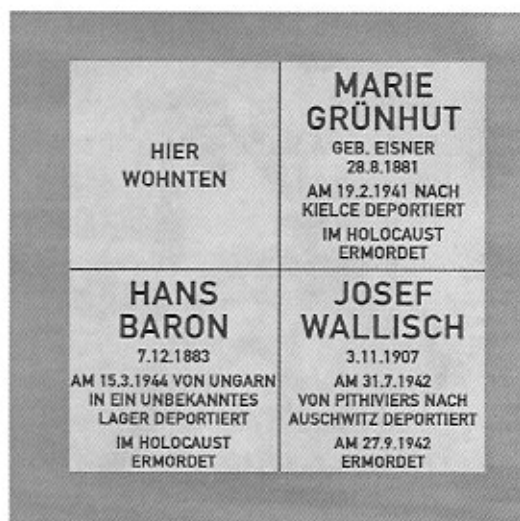 HIER
WOHNTEN
MARIE
GRÜNHUT
GEB. EISNER
28.8.1881
AM 19.2.1941 NACH
KIELCE DEPORTIERT
IM HOLOCAUST
ERMORDET
HANS
BARON
7.12.1883
AM 15.3.1944 VON UNGARN
IN EIN UNBEKANNTES
LAGER DEPORTIERT
IM HOLOCAUST
ERMORDET
JOSEF
WALLISCH
3.11.1907
AM 31.7.1942
VON PITHIVIERS NACH
AUSCHWITZ DEPORTIERT
AM 27.9.1942
ERMORDET